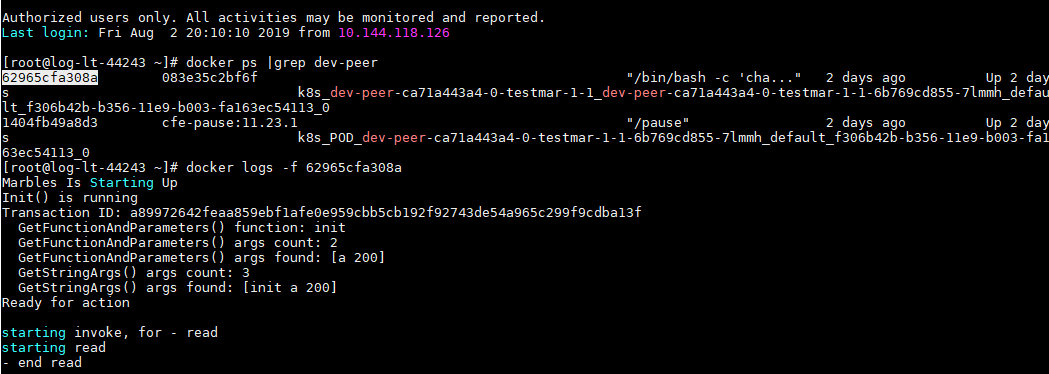 Authorized users only. All activities may be monitored and reported.
Last login: Fri Aug  2 20:10:10 2019 from 10.144.118.126
[root@log-lt-44243 ~]# docker ps |grep dev-peer
62965cfa308a        083e35c2bf6f                                              "/bin/bash -c 'cha..."   2 days ago          Up 2 day
s                                    k8s_dev-peer-ca71a443a4-0-testmar-1-1_dev-peer-ca71a443a4-0-testmar-1-1-6b769cd855-7lmmh_defau
lt_f306b42b-b356-11e9-b003-fa163ec54113_0
1404fb49a8d3        cfe-pause:11.23.1                                         "/pause"                 2 days ago          Up 2 day
s                                    k8s_POD_dev-peer-ca71a443a4-0-testmar-1-1-6b769cd855-7lmmh_default_f306b42b-b356-11e9-b003-fa1
63ec54113_0
[root@log-lt-44243 ~]# docker logs -f 62965cfa308a
Marbles Is Starting Up
Init() is running
Transaction ID: a89972642feaa859ebf1afe0e959cbb5cb192f92743de54a965c299f9cdba13f
  GetFunctionAndParameters() function: init
  GetFunctionAndParameters() args count: 2
  GetFunctionAndParameters() args found: [a 200]
  GetStringArgs() args count: 3
  GetStringArgs() args found: [init a 200]
Ready for action
starting invoke, for - read
starting read
- end read